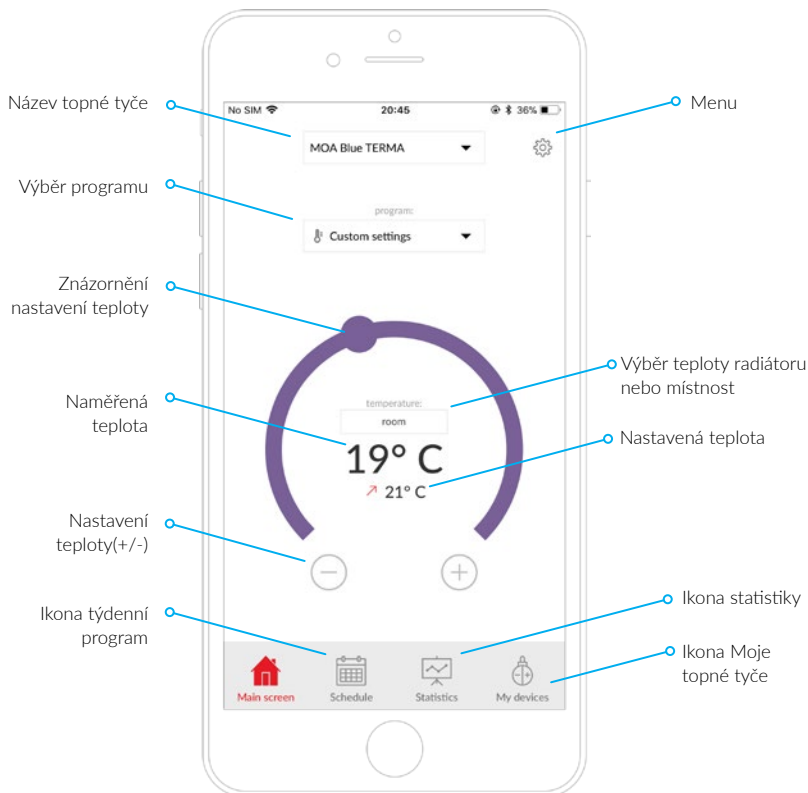 Název topné tyče
Menu
No SIM
20:45
36%
MOA Blue TERMA
Výběr programu
program:
Custom settings
Znázornění
nastavení teploty
Výběr teploty radiátoru
nebo místnost
Naměřená
teplota
temperature:
room
19° C
Nastavená teplota
21° C
Nastavení
teploty(+/-)
Ikona týdenní
program
Ikona statistiky
Ikona Moje
topné tyče
Main screen
Schedule
Statistics
My devices